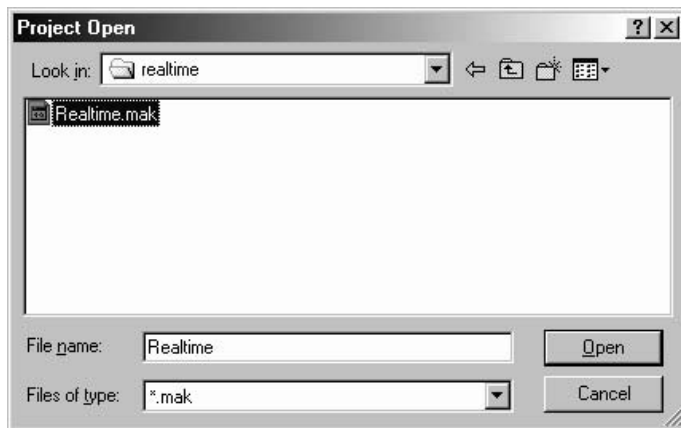 Project Open
Look in: realtime
Realtime.mak
File name: Realtime Open
Files of type: *.mak Cancel